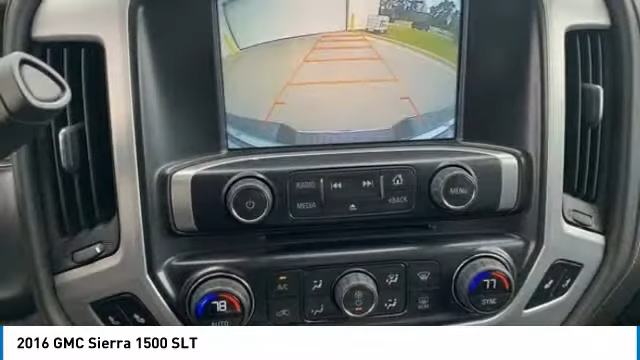 RADIO
MEDIA
BACK
MENU
78
AUTO
A/C
77
SYNC
2016 GMC Sierra 1500 SLT